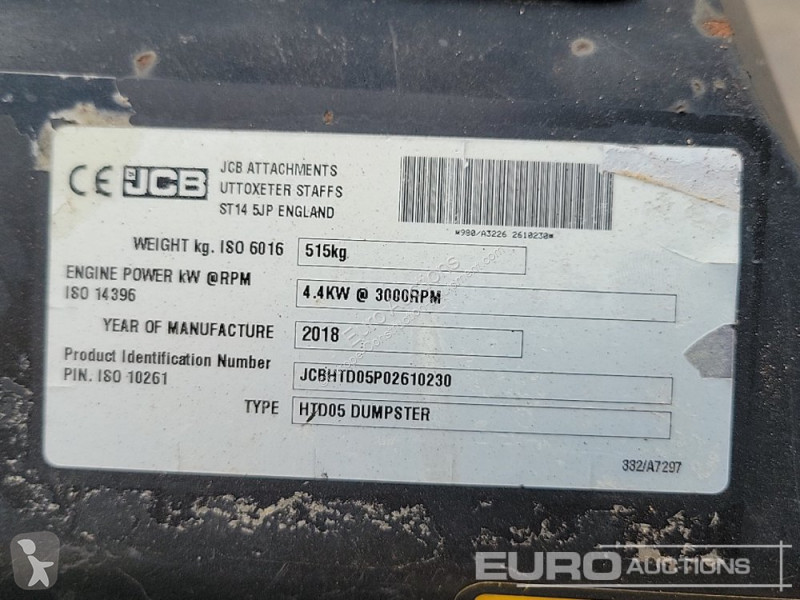 CE JCB
JCB ATTACHMENTS
UTTOXETER STAFFS
ST14 5JP ENGLAND
*980/A3226 2610230*
WEIGHT kg. ISO 6016 515kg
ENGINE POWER kW @RPM
ISO 14396 4.4KW @ 3000RPM
YEAR OF MANUFACTURE 2018
Product Identification Number
PIN. ISO 10261 JCBHTD05P02610230
TYPE HTD05 DUMPSTER
332/A7297
EURO AUCTIONS